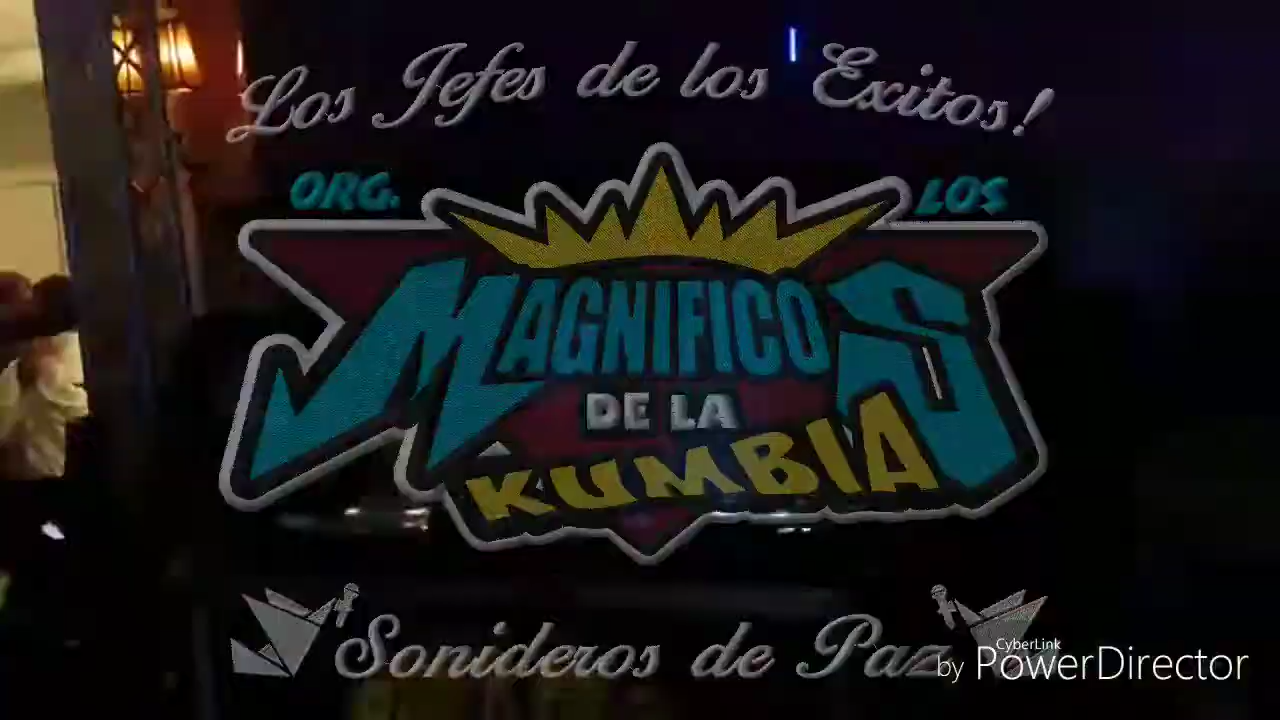 Los Jefes de los Exitos!
ORG. LOS
MAGNIFICOS
DE LA
KUMBIA
Sonideros de Paz
CyberLink
by PowerDirector